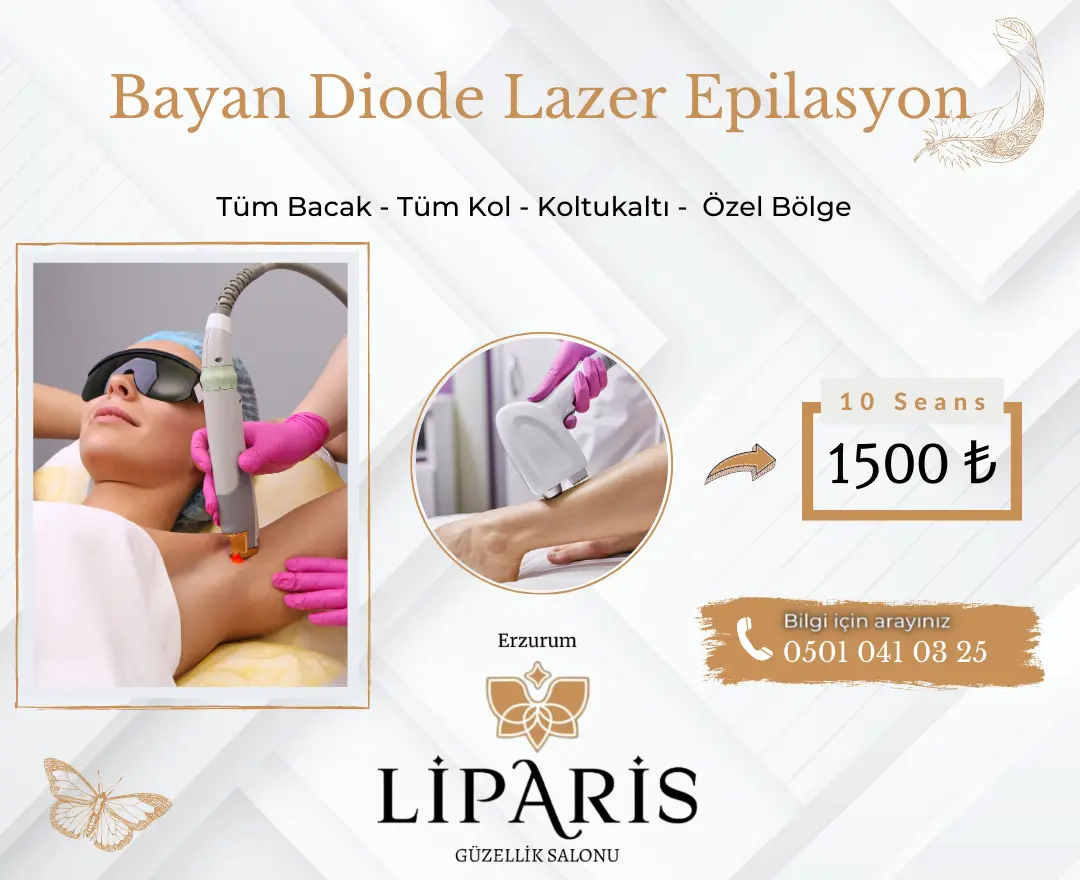 Bayan Diode Lazer Epilasyon
Tüm Bacak - Tüm Kol - Koltukaltı - Özel Bölge
10 Seans
1500 ₺
Bilgi için arayınız
0501 041 03 25
Erzurum
LİPARİS
GÜZELLİK SALONU